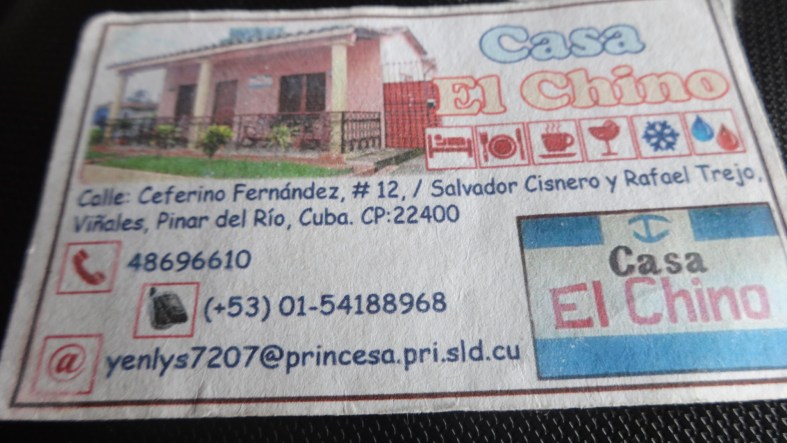 Casa
El Chino
Calle: Ceferino Fernández, # 12, / Salvador Cisnero y Rafael Trejo,
Viñales, Pinar del Río, Cuba. CP:22400
48696610
(+53) 01-54188968
@ yenlys7207@princesa.pri.sld.cu
Casa
El Chino